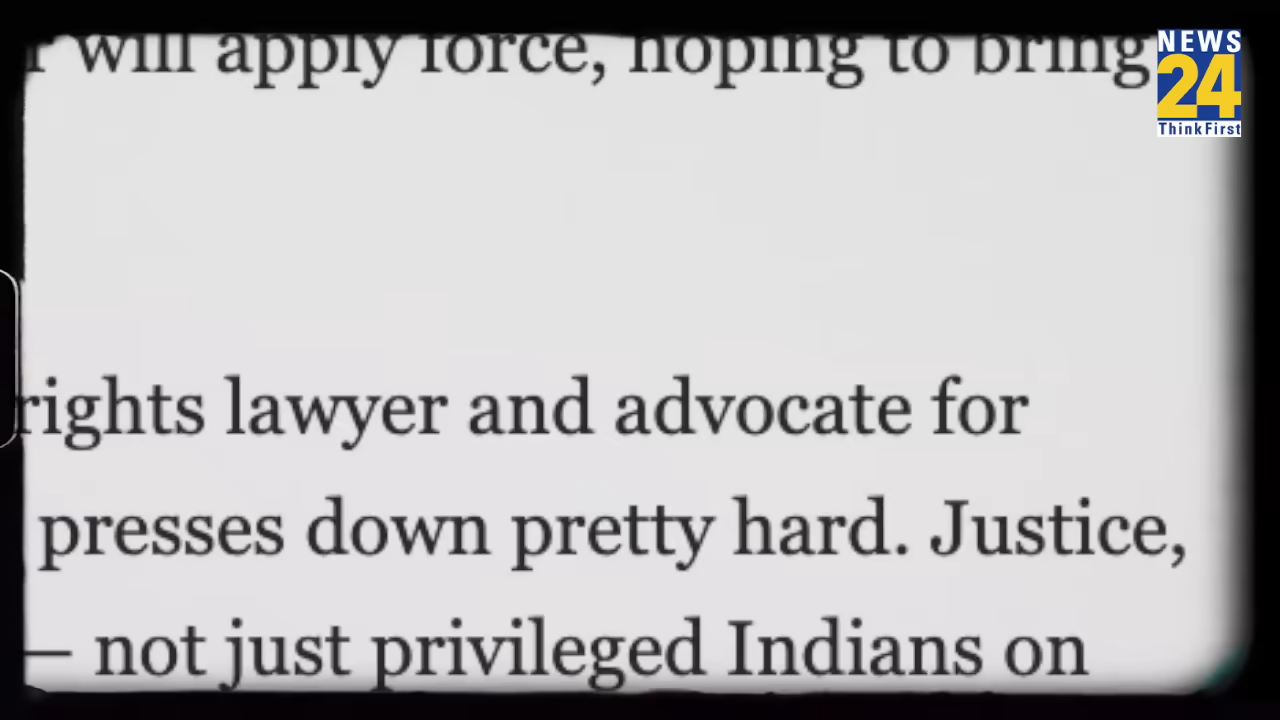 will apply force, hoping to bring
NEWS
24
ThinkFirst
rights lawyer and advocate for
presses down pretty hard. Justice,
— not just privileged Indians on